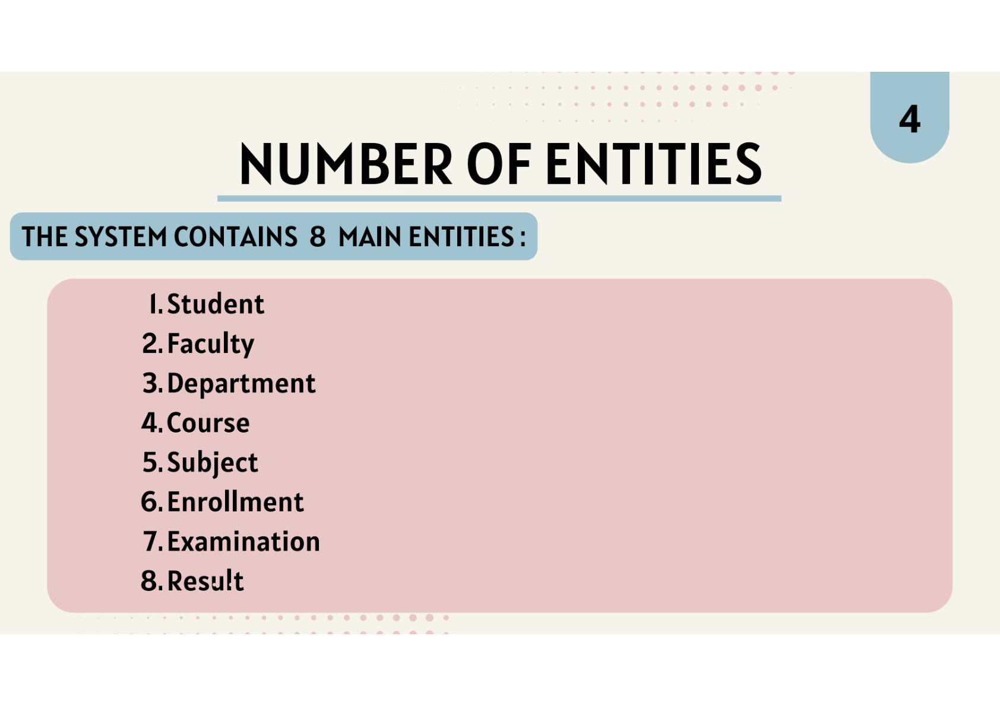 4
NUMBER OF ENTITIES
THE SYSTEM CONTAINS 8 MAIN ENTITIES :
1. Student
2. Faculty
3. Department
4. Course
5. Subject
6. Enrollment
7. Examination
8. Result